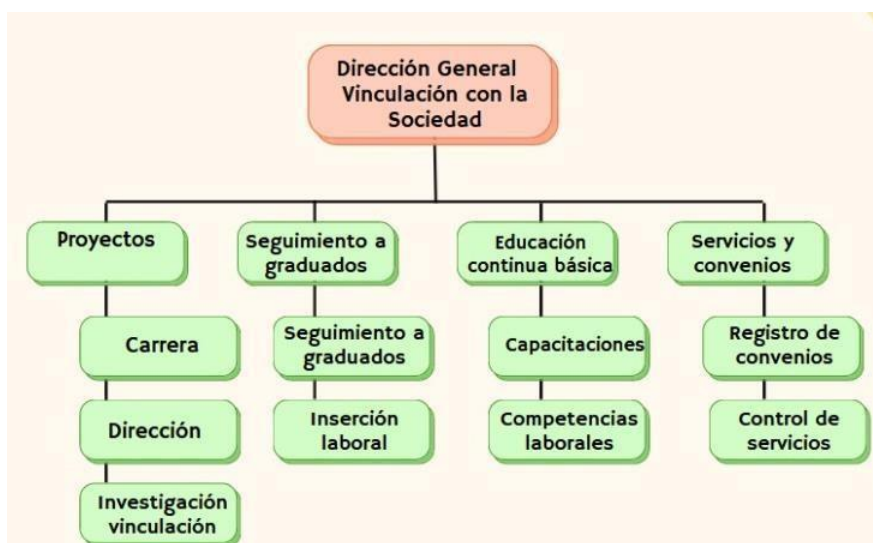 Dirección General
Vinculación con la
Sociedad
Proyectos
Seguimiento a
graduados
Educación
continua básica
Servicios y
convenios
Carrera
Seguimiento a
graduados
Capacitaciones
Registro de
convenios
Dirección
Inserción
laboral
Competencias
laborales
Control de
servicios
Investigación
vinculación